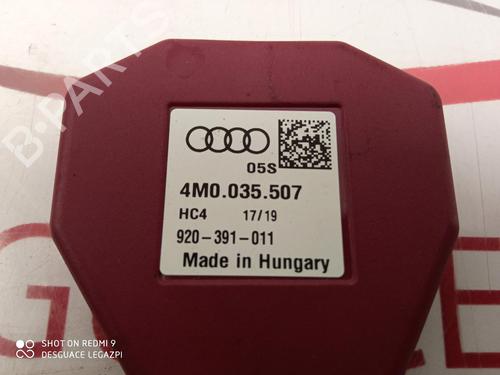 05S
4M0.035.507
HC4 17/19
920-391-011
Made in Hungary
B-PARTS
SHOT ON REDMI 9
DESGUACE LEGAZPI